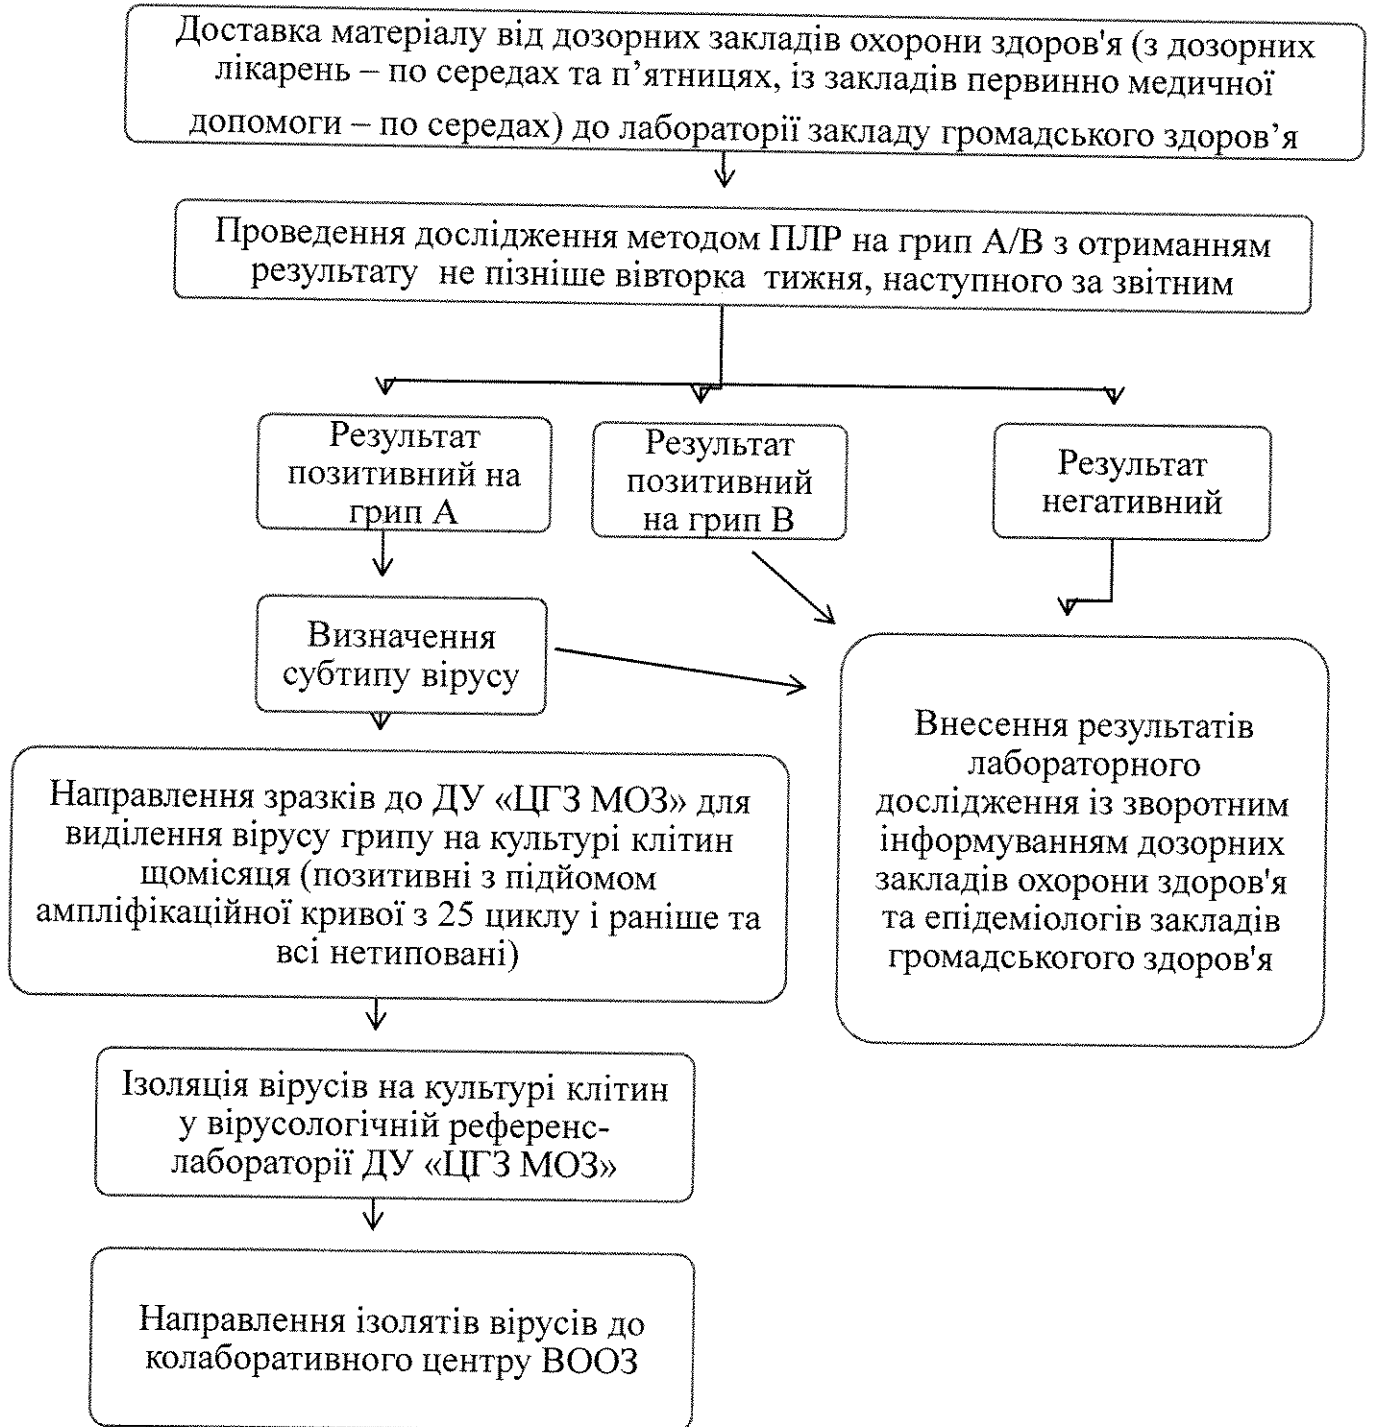 Доставка матеріалу від дозорних закладів охорони здоров'я (з дозорних
лікарень – по середах та п’ятницях, із закладів первинно медичної
допомоги – по середах) до лабораторії закладу громадського здоров’я
Проведення дослідження методом ПЛР на грип А/В з отриманням
результату не пізніше вівторка тижня, наступного за звітним
Результат
позитивний на
грип А
Результат
позитивний
на грип В
Результат
негативний
Визначення
субтипу вірусу
Направлення зразків до ДУ «ЦГЗ МОЗ» для
виділення вірусу грипу на культурі клітин
щомісяця (позитивні з підйомом
ампліфікаційної кривої з 25 циклу і раніше та
всі нетиповані)
Внесення результатів
лабораторного
дослідження із зворотним
інформуванням дозорних
закладів охорони здоров'я
та епідеміологів закладів
громадськогого здоров'я
Ізоляція вірусів на культурі клітин
у вірусологічній референс-
лабораторії ДУ «ЦГЗ МОЗ»
Направлення ізолятів вірусів до
колаборативного центру ВООЗ